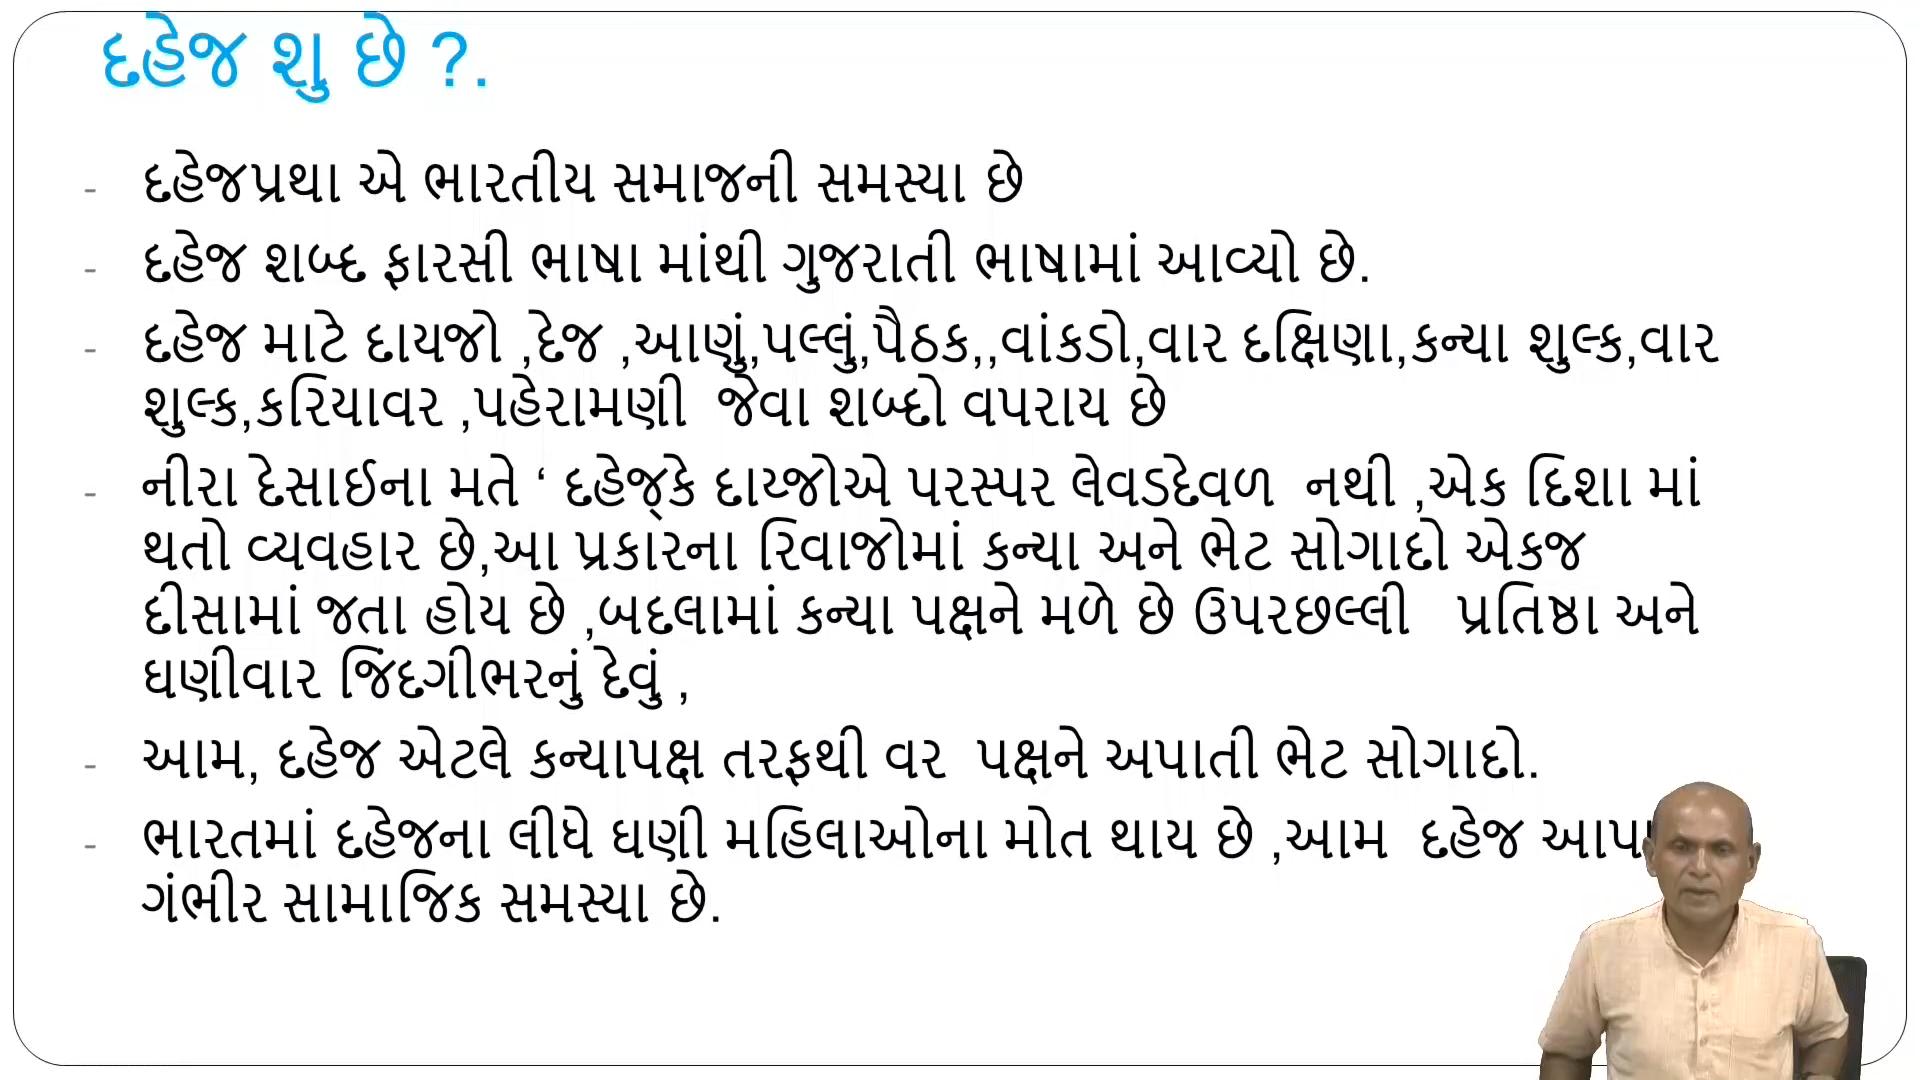 દહેજ શુ છે ?.
- દહેજપ્રથા એ ભારતીય સમાજની સમસ્યા છે
- દહેજ શબ્દ ફારસી ભાષા માંથી ગુજરાતી ભાષામાં આવ્યો છે.
- દહેજ માટે દાયજો ,દેજ ,આણું,પલ્લું,પૈઠક,,વાંકડો,વાર દક્ષિણા,કન્યા શુલ્ક,વાર
શુલ્ક,કરિયાવર ,પહેરામણી જેવા શબ્દો વપરાય છે
- નીરા દેસાઈના મતે ‘ દહેજ્કે દાય્જોએ પરસ્પર લેવડદેવળ નથી ,એક દિશા માં
થતો વ્યવહાર છે,આ પ્રકારના રિવાજોમાં કન્યા અને ભેટ સોગાદો એકજ
દીસામાં જતા હોય છે ,બદલામાં કન્યા પક્ષને મળે છે ઉપરછલ્લી પ્રતિષ્ઠા અને
ઘણીવાર જિંદગીભરનું દેવું ,
- આમ, દહેજ એટલે કન્યાપક્ષ તરફથી વર પક્ષને અપાતી ભેટ સોગાદો.
- ભારતમાં દહેજના લીધે ઘણી મહિલાઓના મોત થાય છે ,આમ દહેજ
ગંભીર સામાજિક સમસ્યા છે.